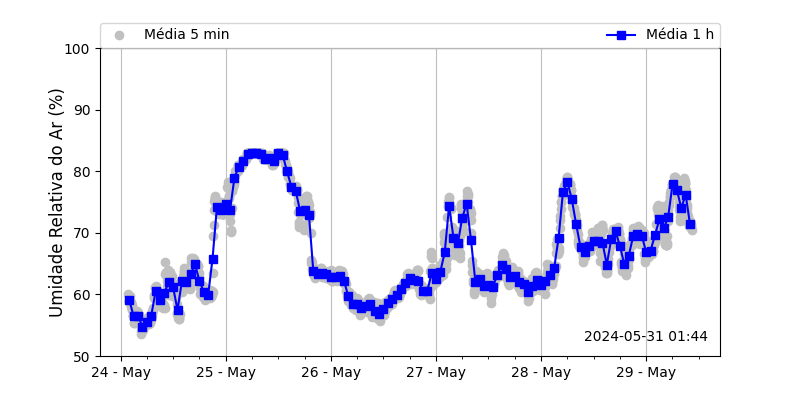 Média 5 min
Média 1 h
Umidade Relativa do Ar (%)
100
90
80
70
60
50
2024-05-31 01:44
24 - May
25 - May
26 - May
27 - May
28 - May
29 - May